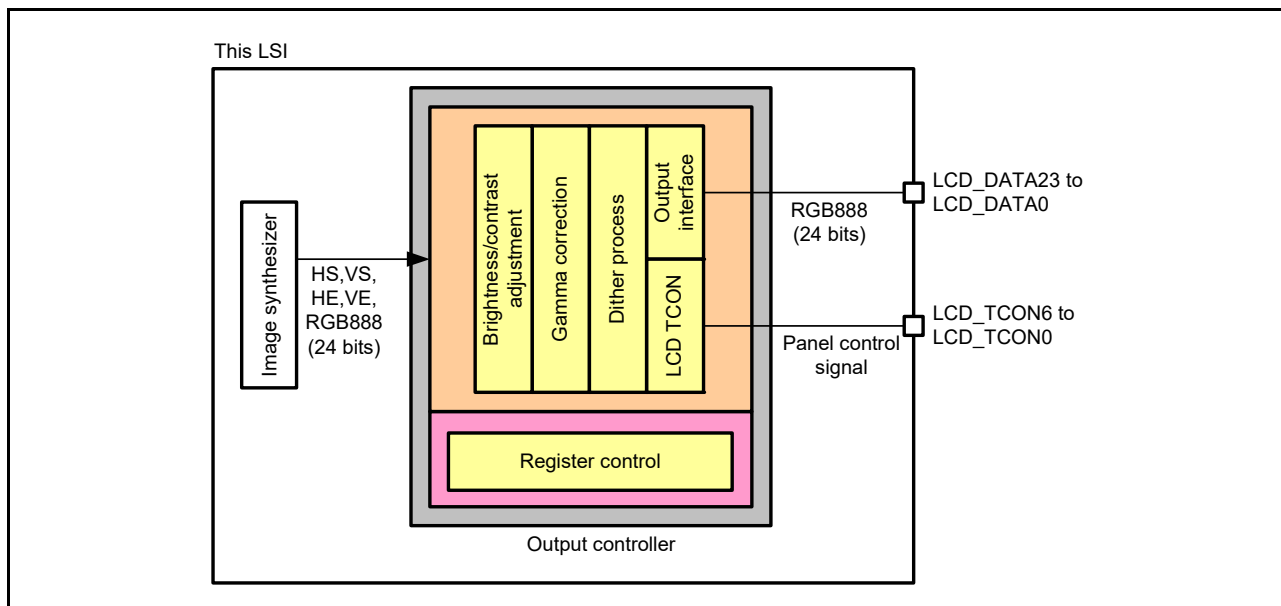 This LSI
Image synthesizer
HS,VS,
HE,VE,
RGB888
(24 bits)
Brightness/contrast
adjustment
Gamma correction
Dither process
Output
interface
LCD TCON
RGB888
(24 bits)
LCD_DATA23 to
LCD_DATA0
Panel control
signal
LCD_TCON6 to
LCD_TCON0
Register control
Output controller